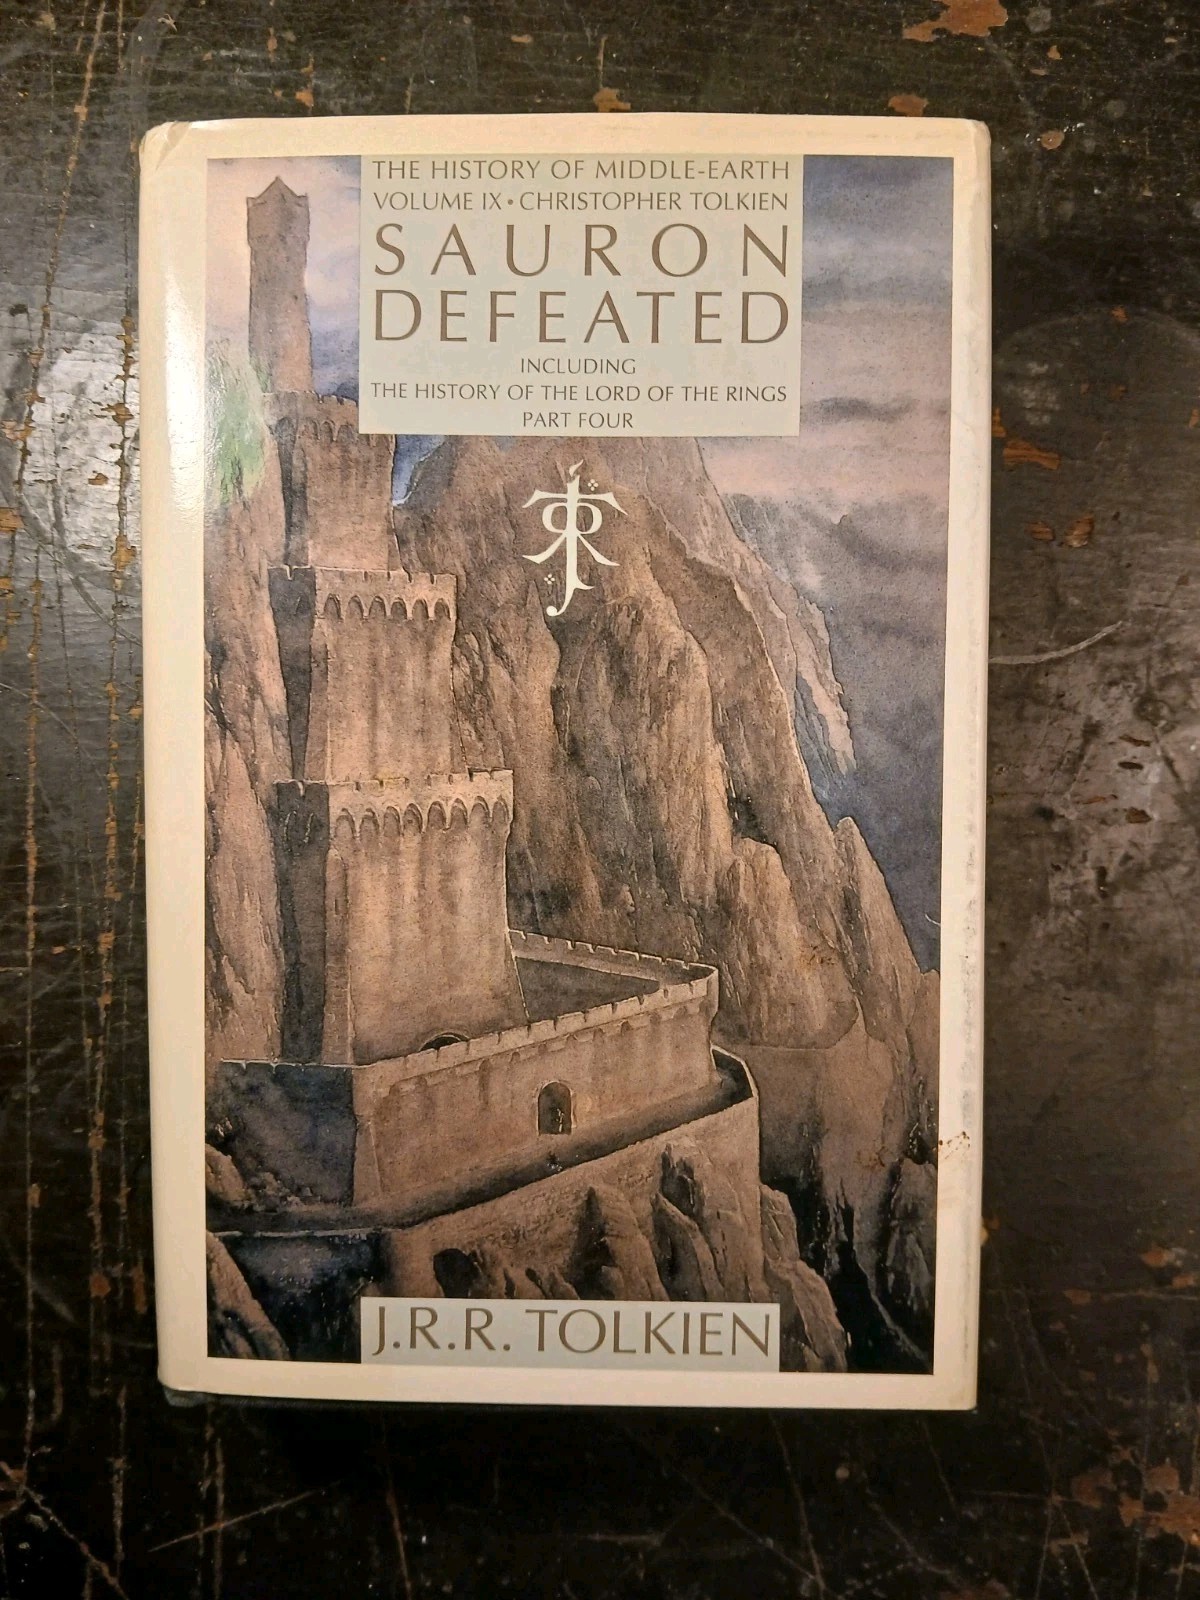 THE HISTORY OF MIDDLE-EARTH
VOLUME IX • CHRISTOPHER TOLKIEN
SAURON
DEFEATED
INCLUDING
THE HISTORY OF THE LORD OF THE RINGS
PART FOUR
J.R.R. TOLKIEN